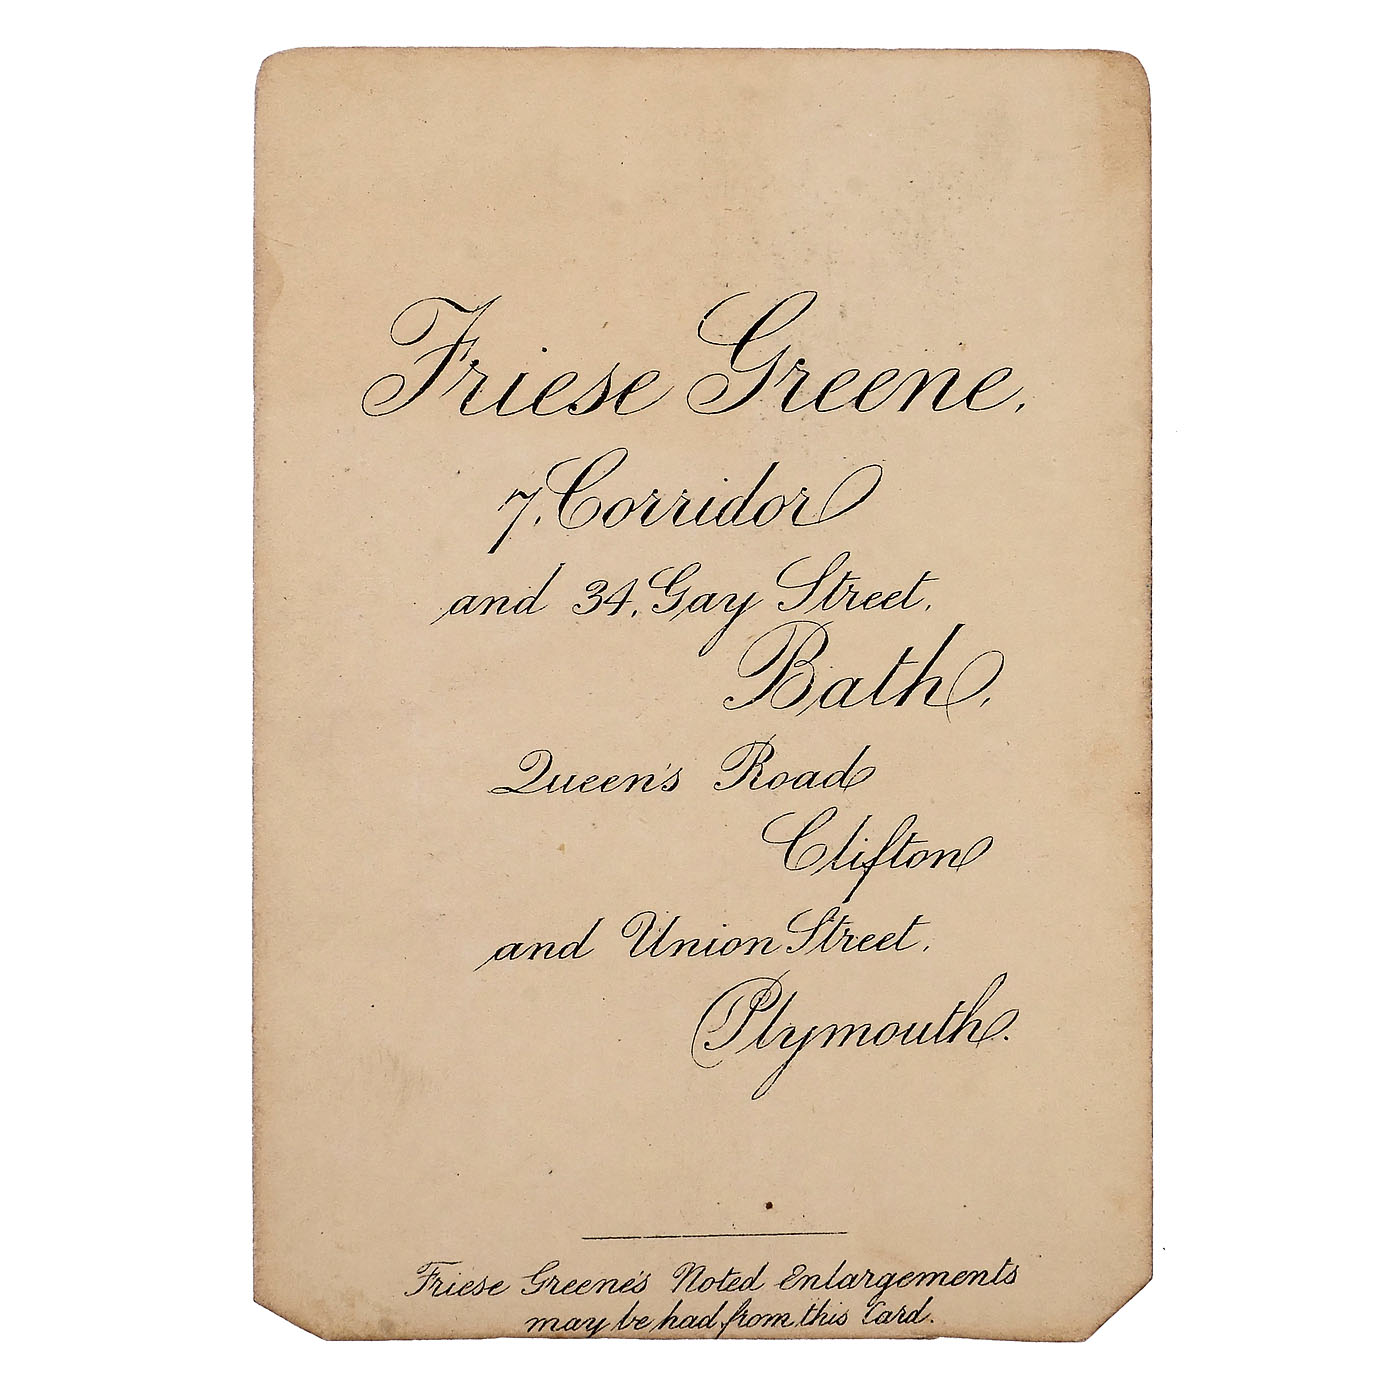 Friese Greene,
7, Corridor
and 34, Gay Street,
Bath,
Queen's Road
Clifton
and Union Street,
Plymouth.
Friese Greene's Noted Enlargements
may be had from this Card.